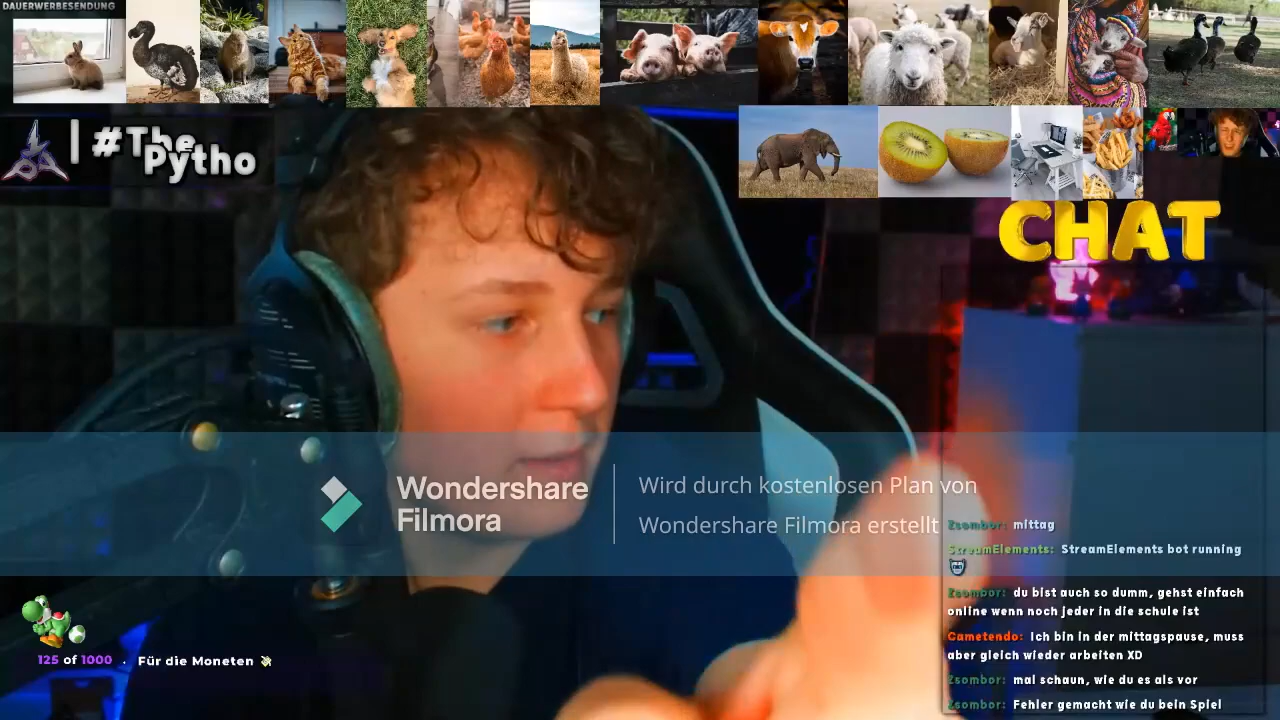 DAUERWERBESENDUNG
| #The
Pytho
CHAT
Wondershare
Filmora
Wird durch kostenlosen Plan von
Wondershare Filmora erstellt
Zsombor: mittag
StreamElements: StreamElements bot running
Zsombor: du bist auch so dumm, gehst einfach
online wenn noch jeder in die schule ist
Gametendo: Ich bin in der mittagspause, muss
aber gleich wieder arbeiten XD
Zsombor: mal schaun, wie du es als vor
Zsombor: Fehler gemacht wie du bein Spiel
125 of 1000 . Für die Moneten